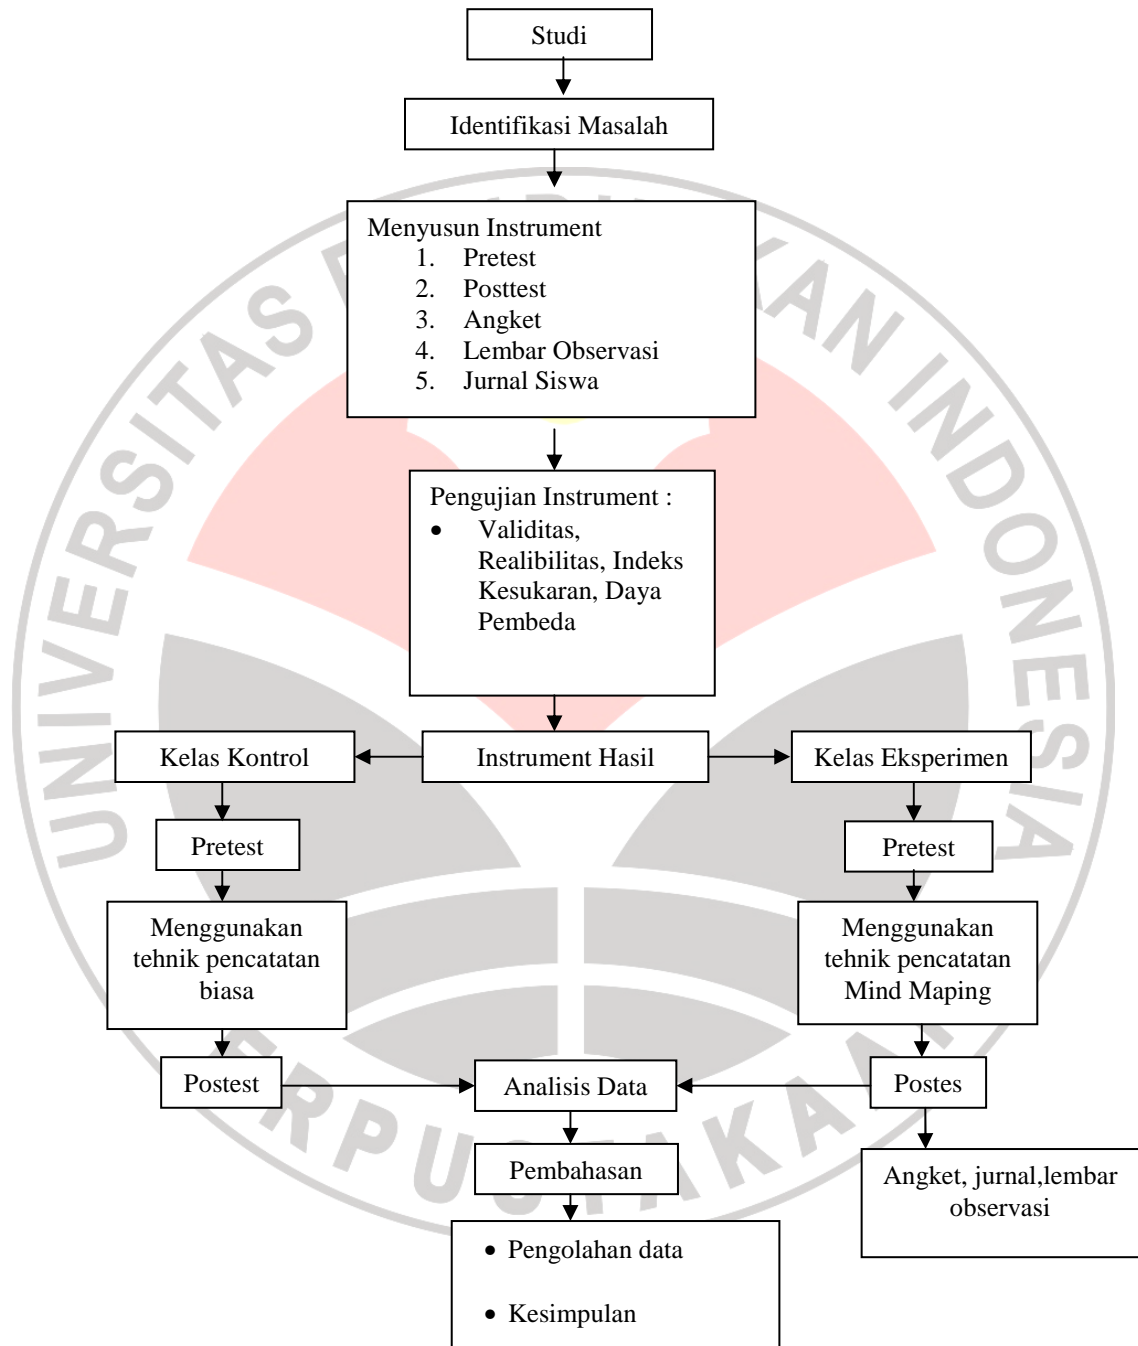 Studi
Identifikasi Masalah
Menyusun Instrument
1. Pretest
2. Posttest
3. Angket
4. Lembar Observasi
5. Jurnal Siswa
Pengujian Instrument :
• Validitas,
Realibilitas, Indeks
Kesukaran, Daya
Pembeda
Kelas Kontrol
Instrument Hasil
Kelas Eksperimen
Pretest
Pretest
Menggunakan
tehnik pencatatan
biasa
Menggunakan
tehnik pencatatan
Mind Maping
Postest
Analisis Data
Postes
Pembahasan
Angket, jurnal,lembar
observasi
• Pengolahan data
• Kesimpulan
UNIVERSITAS
INDONESIA